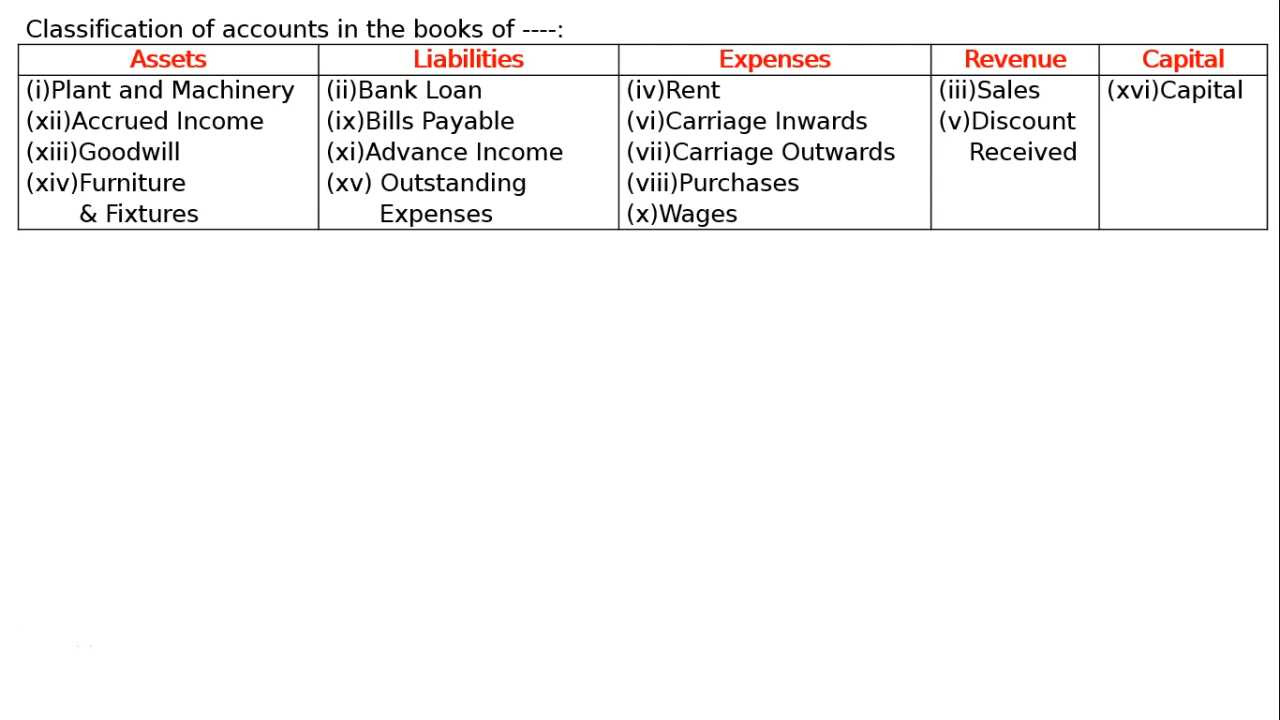 Classification of accounts in the books of ----:
Assets Liabilities Expenses Revenue Capital
(i)Plant and Machinery (ii)Bank Loan (iv)Rent (iii)Sales (xvi)Capital
(xii)Accrued Income (ix)Bills Payable (vi)Carriage Inwards (v)Discount
(xiii)Goodwill (xi)Advance Income (vii)Carriage Outwards Received
(xiv)Furniture (xv) Outstanding (viii)Purchases
& Fixtures Expenses (x)Wages